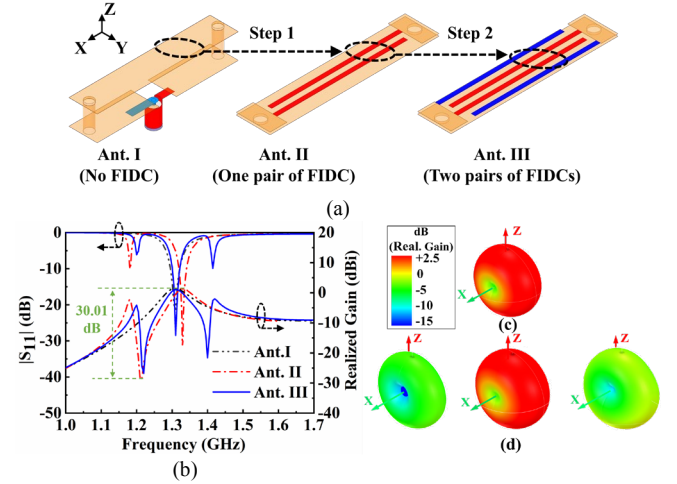 Z
X
Y
Step 1
Step 2
Ant. I
(No FIDC)
Ant. II
(One pair of FIDC)
Ant. III
(Two pairs of FIDCs)
(a)
|S11| (dB)
0
-10
-20
-30
-40
-50
30.01
dB
Ant.I
Ant. II
Ant. III
20
10
0
-10
-20
-30
-40
Realized Gain (dBi)
1.0
1.1
1.2
1.3
1.4
1.5
1.6
1.7
Frequency (GHz)
(b)
dB
(Real. Gain)
+2.5
0
-5
-10
-15
Z
X
(c)
Z
X
Z
X
Z
X
(d)